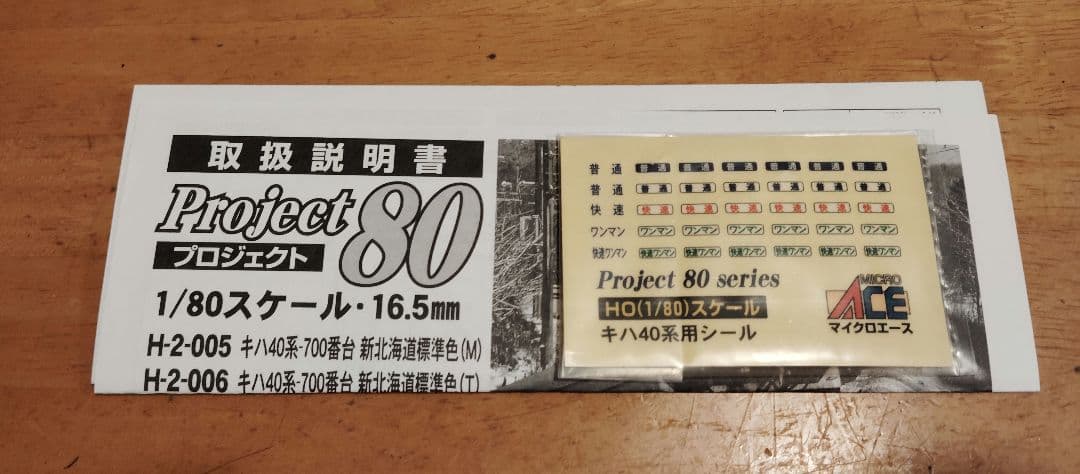 取扱説明書
Project 80
プロジェクト
1/80スケール・16.5mm
H-2-005 キハ40系-700番台 新北海道標準色(M)
H-2-006 キハ40系-700番台 新北海道標準色(T)
普通 普通 普通 普通 普通 普通 普通
普通 普通 普通 普通 普通 普通 普通
快速 快速 快速 快速 快速 快速 快速
ワンマン ワンマン ワンマン ワンマン ワンマン ワンマン ワンマン
快速ワンマン 快速ワンマン 快速ワンマン 快速ワンマン 快速ワンマン 快速ワンマン 快速ワンマン
Project 80 series
HO(1/80)スケール
キハ40系用シール
MICRO
ACE
マイクロエース